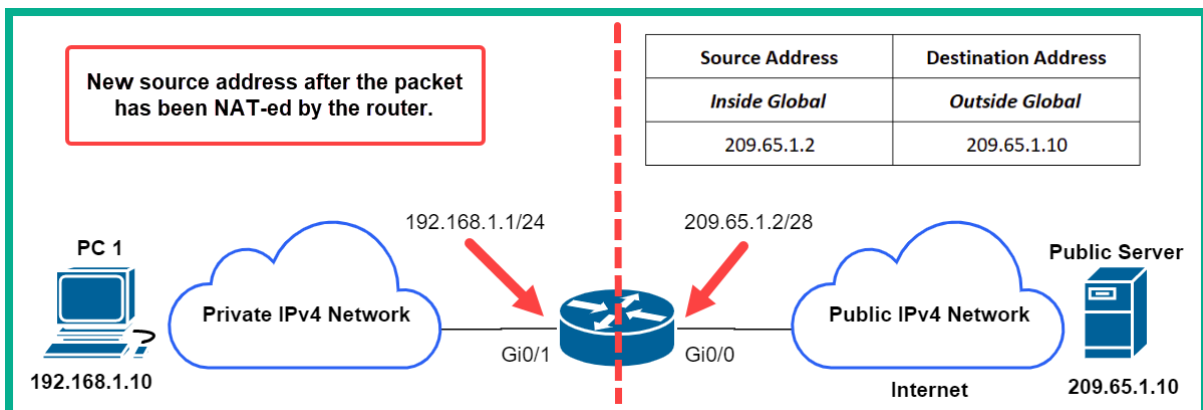 New source address after the packet
has been NAT-ed by the router.
Source Address Destination Address
Inside Global Outside Global
209.65.1.2 209.65.1.10
192.168.1.1/24
209.65.1.2/28
PC 1
Public Server
Private IPv4 Network
Public IPv4 Network
Gi0/1
Gi0/0
192.168.1.10
Internet
209.65.1.10